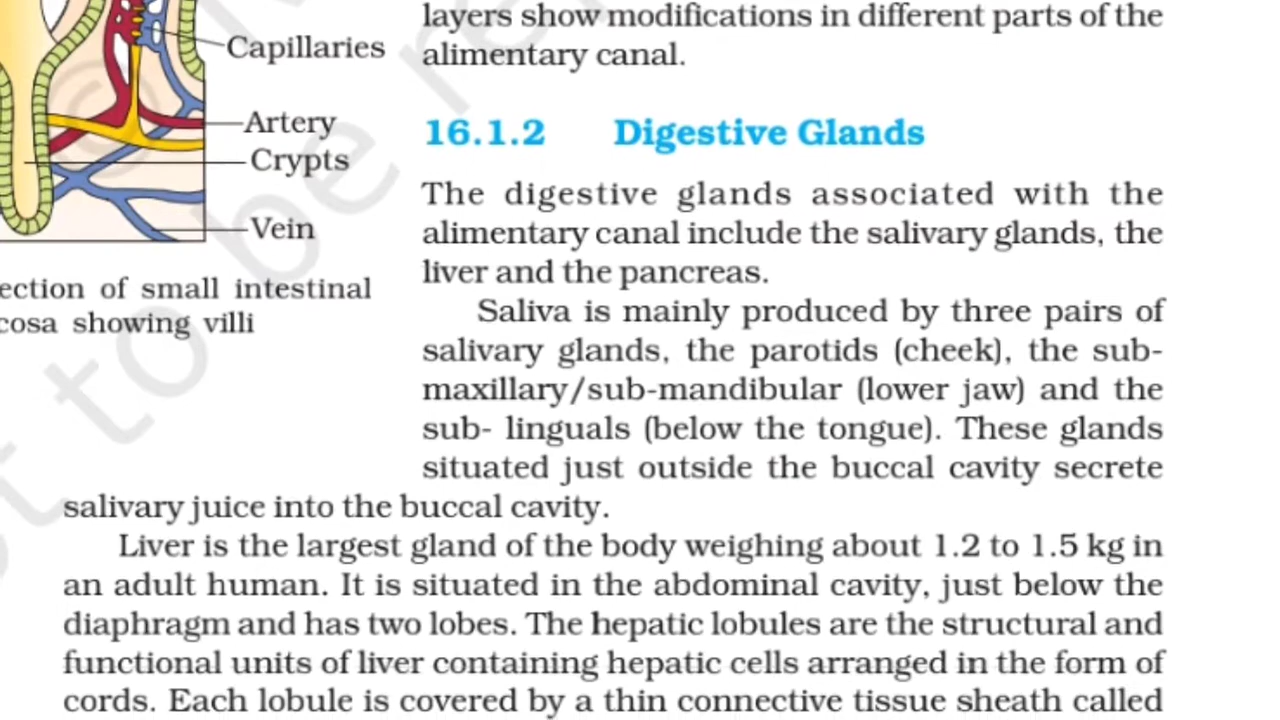 layers show modifications in different parts of the
alimentary canal.
Capillaries
Artery
Crypts
Vein
ection of small intestinal
cosa showing villi
16.1.2 Digestive Glands
The digestive glands associated with the
alimentary canal include the salivary glands, the
liver and the pancreas.
Saliva is mainly produced by three pairs of
salivary glands, the parotids (cheek), the sub-
maxillary/sub-mandibular (lower jaw) and the
sub- linguals (below the tongue). These glands
situated just outside the buccal cavity secrete
salivary juice into the buccal cavity.
Liver is the largest gland of the body weighing about 1.2 to 1.5 kg in
an adult human. It is situated in the abdominal cavity, just below the
diaphragm and has two lobes. The hepatic lobules are the structural and
functional units of liver containing hepatic cells arranged in the form of
cords. Each lobule is covered by a thin connective tissue sheath called